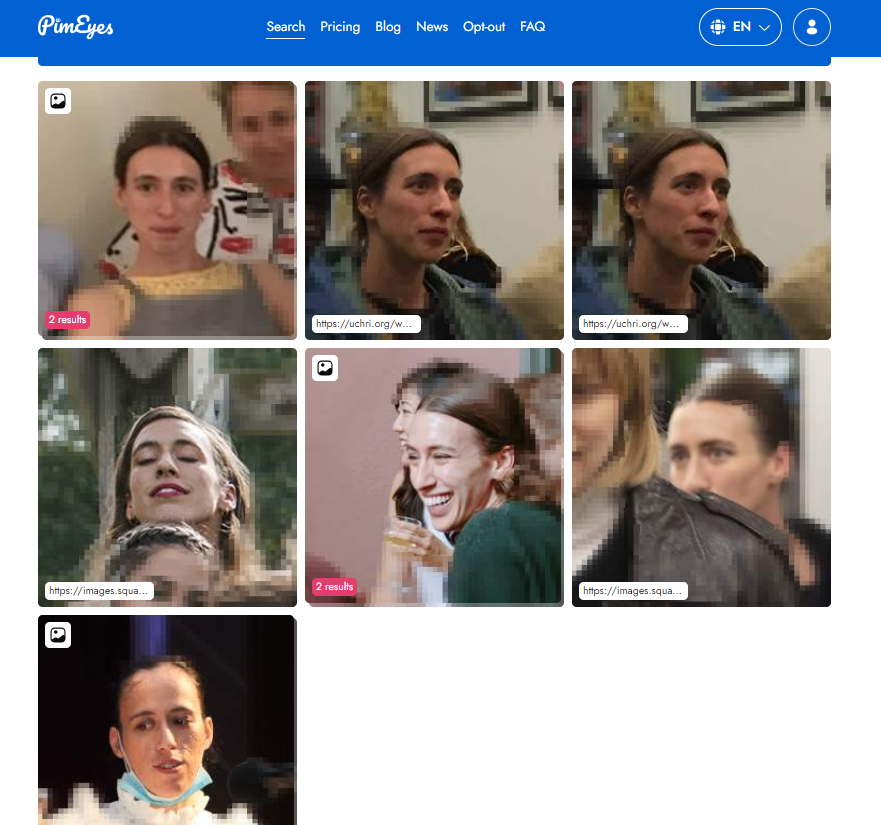 PimEyes
Search Pricing Blog News Opt-out FAQ
EN
2 results
https://uchri.org/w...
https://uchri.org/w...
https://images.squa...
2 results
https://images.squa...